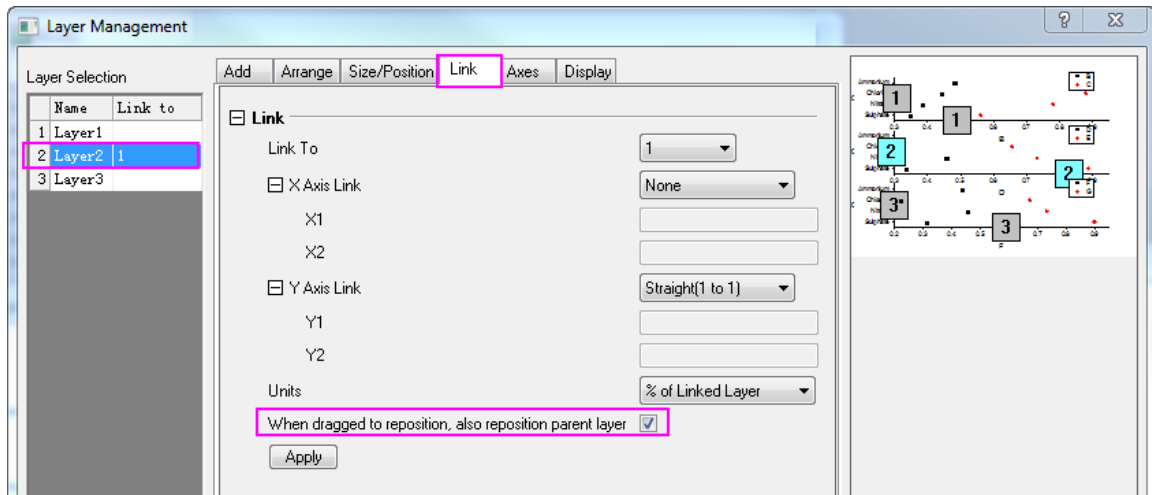 Layer Management
Layer Selection
Name Link to
1 Layer1
2 Layer2 1
3 Layer3
Add Arrange Size/Position Link Axes Display
Link
Link To 1
X Axis Link None
X1
X2
Y Axis Link Straight(1 to 1)
Y1
Y2
Units % of Linked Layer
When dragged to reposition, also reposition parent layer
Apply
1
1
2
2
3
3